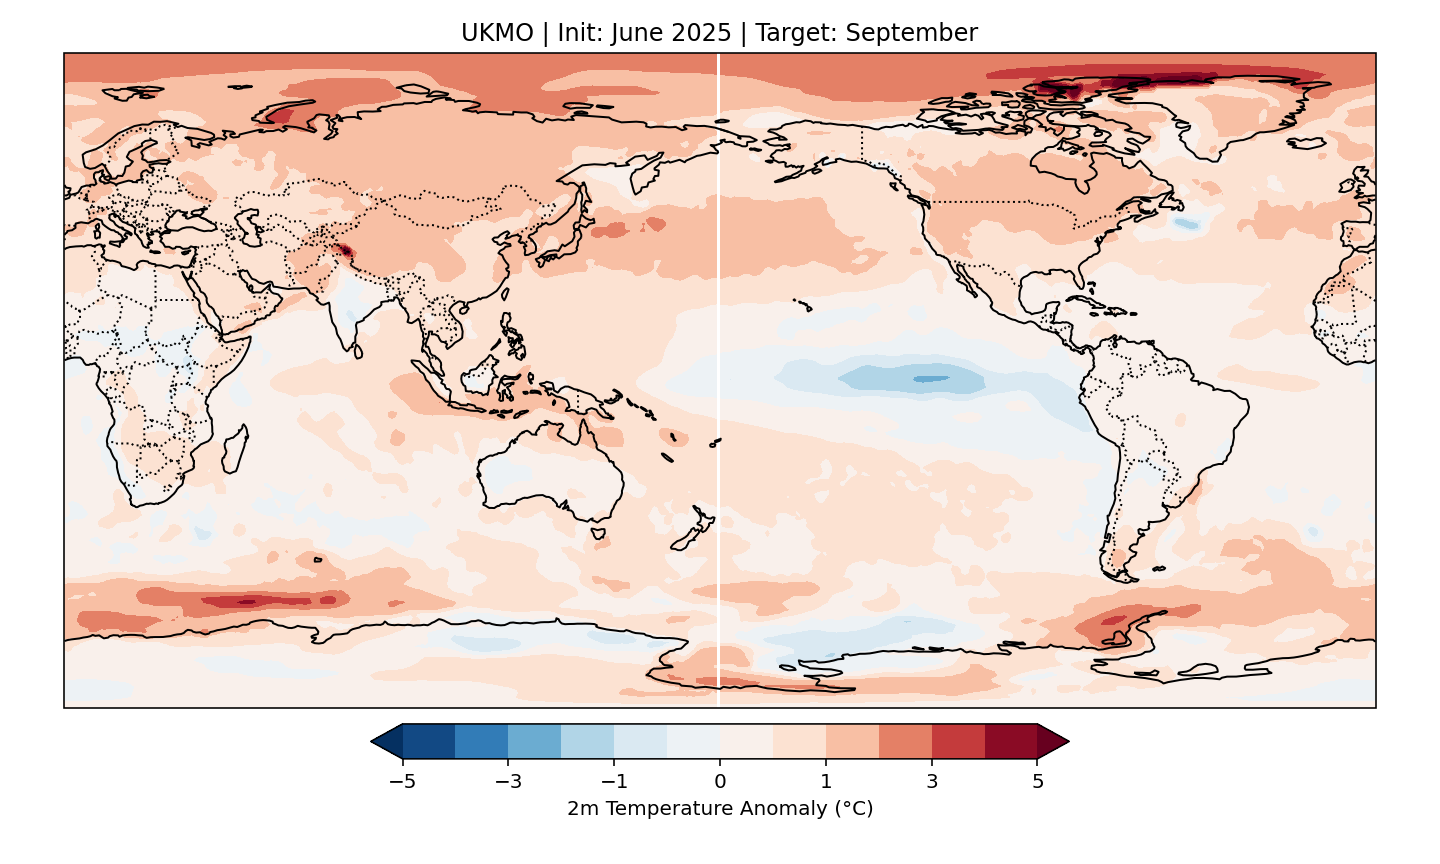 UKMO | Init: June 2025 | Target: September
−5 −3 −1 0 1 3 5
2m Temperature Anomaly (°C)